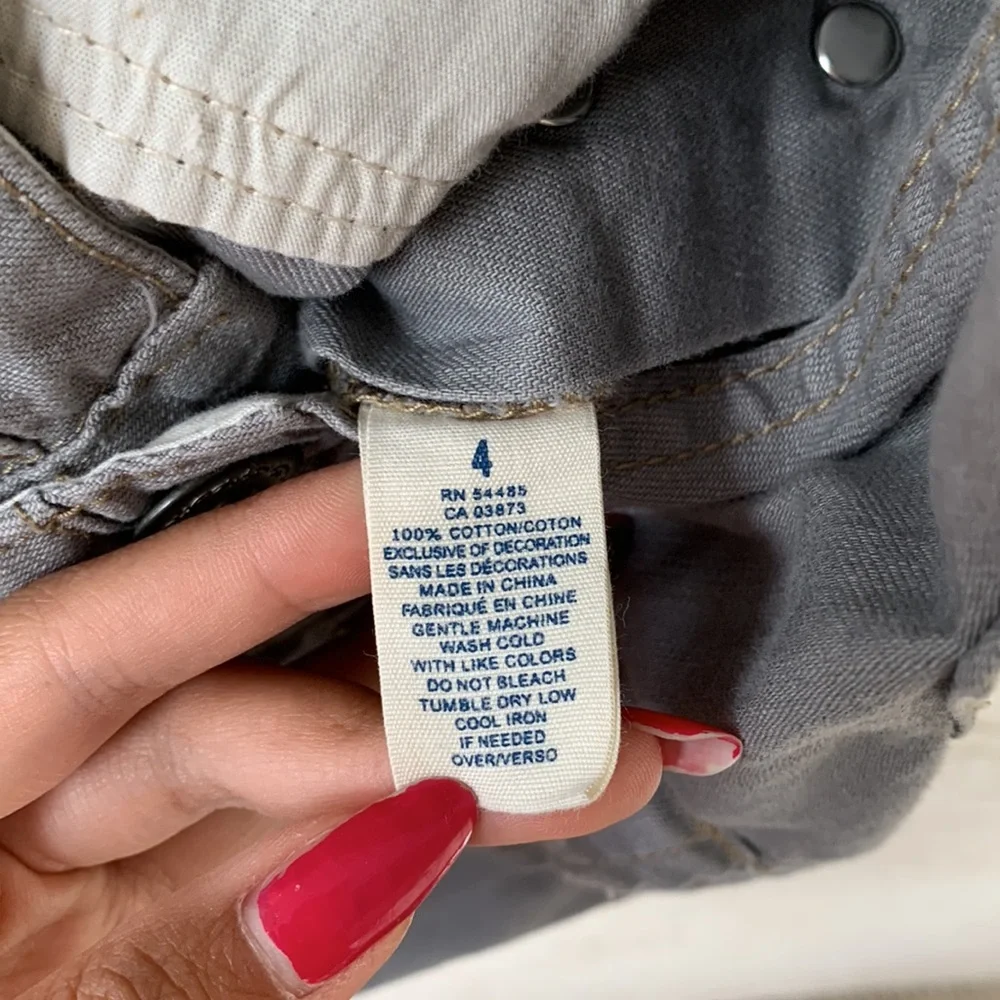 4
RN 54485
CA 03873
100% COTTON/COTON
EXCLUSIVE OF DECORATION
SANS LES DÉCORATIONS
MADE IN CHINA
FABRIQUÉ EN CHINE
GENTLE MACHINE
WASH COLD
WITH LIKE COLORS
DO NOT BLEACH
TUMBLE DRY LOW
COOL IRON
IF NEEDED
OVER/VERSO